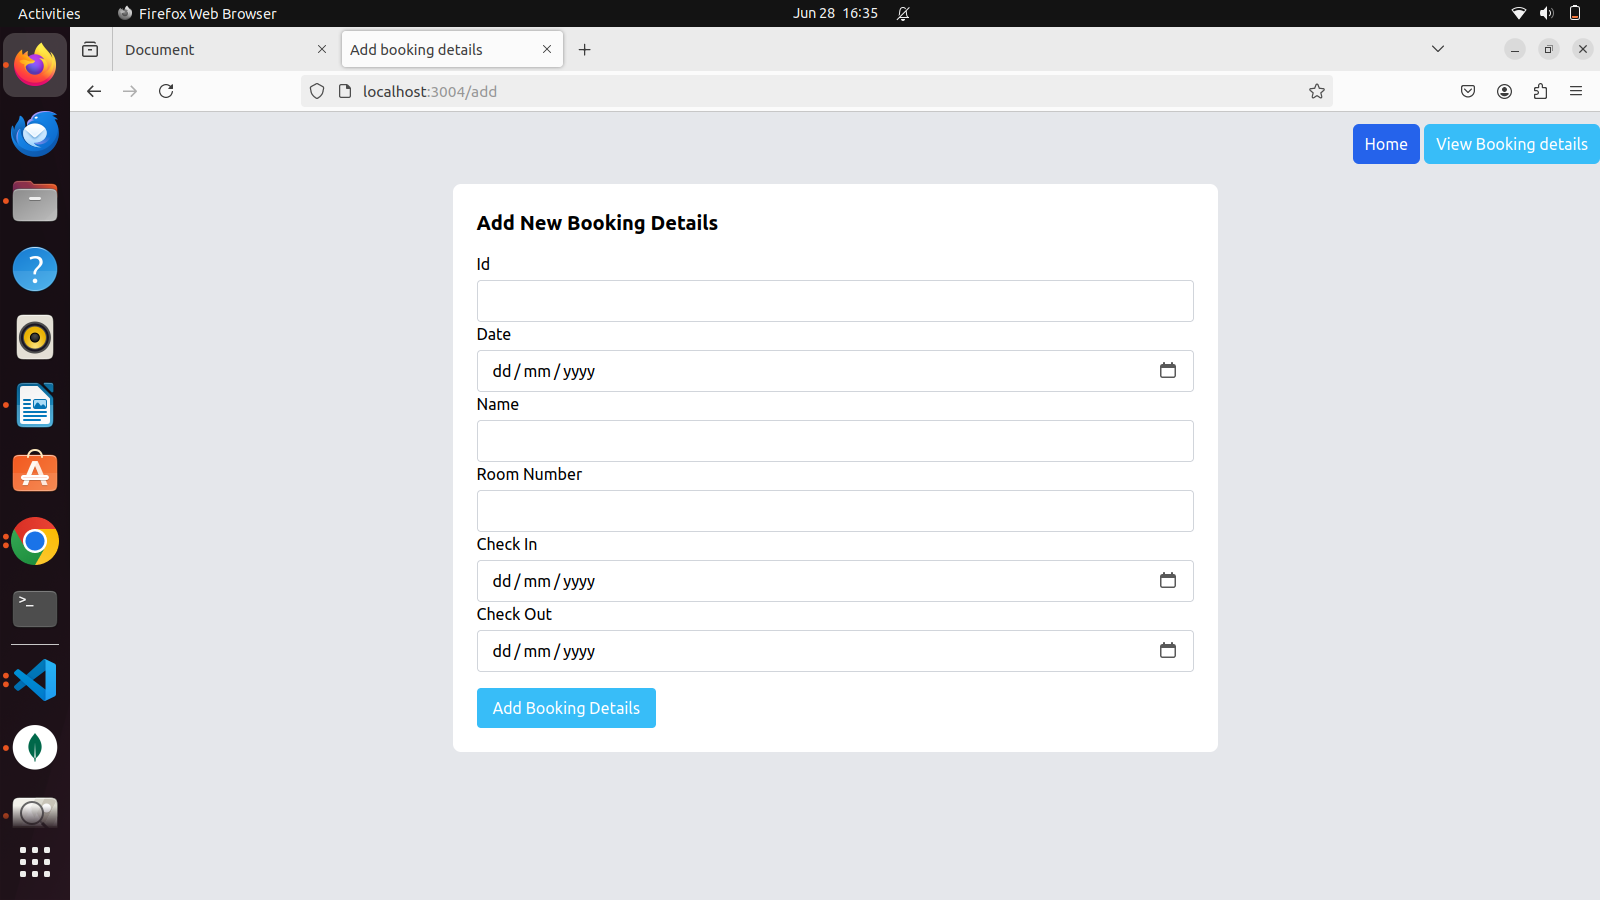 Activities Firefox Web Browser Jun 28 16:35
Document Add booking details
localhost:3004/add
Home View Booking details
Add New Booking Details
Id
Date
dd/mm/yyyy
Name
Room Number
Check In
dd/mm/yyyy
Check Out
dd/mm/yyyy
Add Booking Details